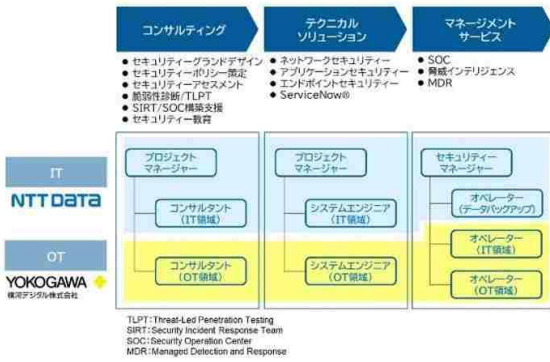 コンサルティング
テクニカル
ソリューション
マネージメント
サービス
● セキュリティーグランドデザイン
● セキュリティーポリシー策定
● セキュリティーアセスメント
● 脆弱性診断/TLPT
● SIRT/SOC構築支援
● セキュリティー教育
● ネットワークセキュリティー
● アプリケーションセキュリティー
● エンドポイントセキュリティー
● ServiceNow®
● SOC
● 脅威インテリジェンス
● MDR
IT
NTT DATA
OT
YOKOGAWA
横河デジタル株式会社
プロジェクト
マネージャー
コンサルタント
(IT領域)
コンサルタント
(OT領域)
プロジェクト
マネージャー
システムエンジニア
(IT領域)
システムエンジニア
(OT領域)
セキュリティー
マネージャー
オペレーター
(データバックアップ)
オペレーター
(IT領域)
オペレーター
(OT領域)
TLPT：Threat-Led Penetration Testing
SIRT：Security Incident Response Team
SOC：Security Operation Center
MDR：Managed Detection and Response